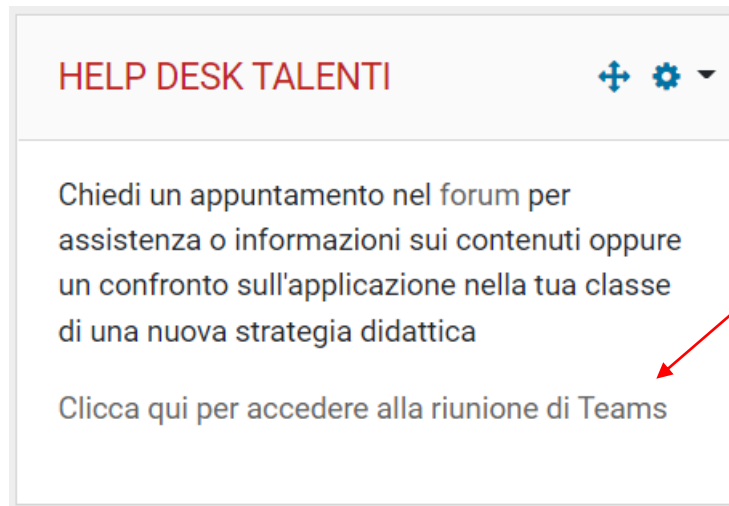 HELP DESK TALENTI
Chiedi un appuntamento nel forum per
assistenza o informazioni sui contenuti oppure
un confronto sull'applicazione nella tua classe
di una nuova strategia didattica
Clicca qui per accedere alla riunione di Teams